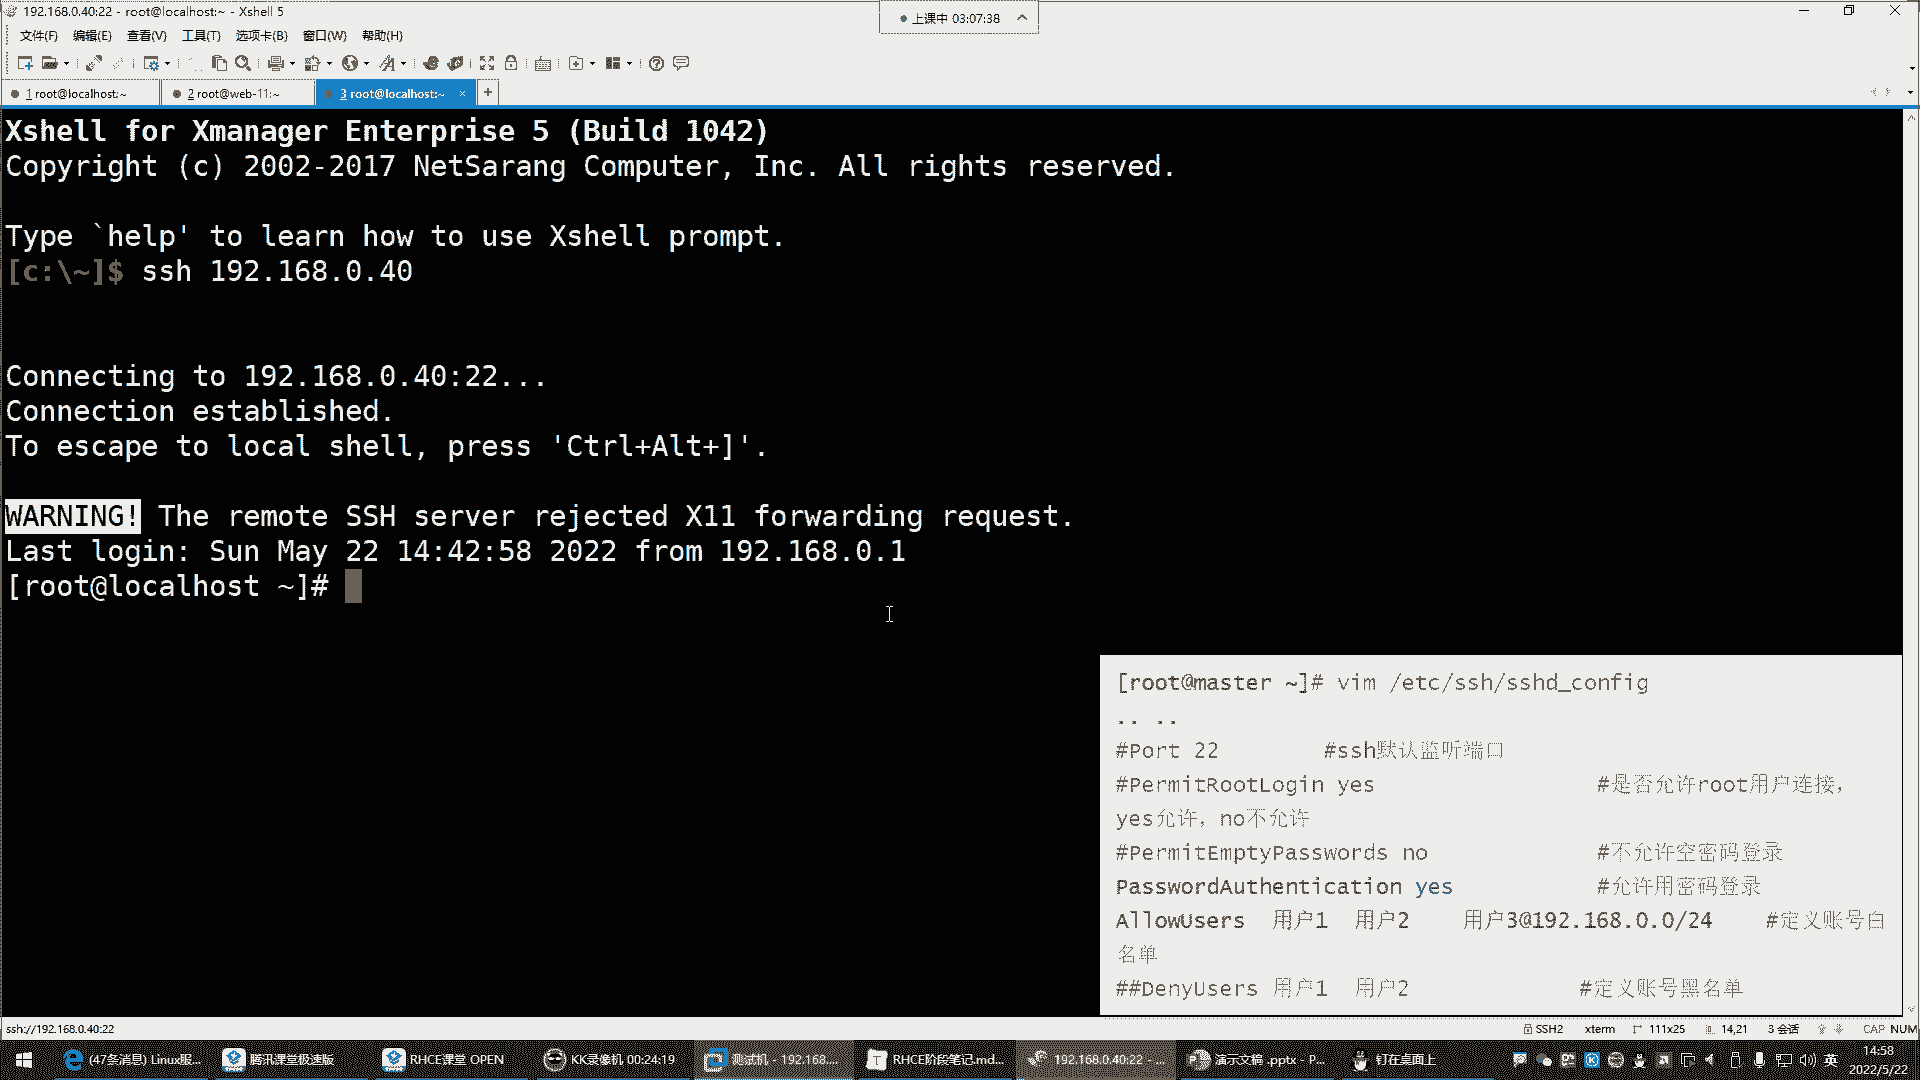 192.168.0.40:22 - root@localhost:~ - Xshell 5
上课中 03:07:38
文件(F) 编辑(E) 查看(V) 工具(T) 选项卡(B) 窗口(W) 帮助(H)
1 root@localhost:~ 2 root@web-11:~ 3 root@localhost:~ × +
Xshell for Xmanager Enterprise 5 (Build 1042)
Copyright (c) 2002-2017 NetSarang Computer, Inc. All rights reserved.
Type `help' to learn how to use Xshell prompt.
[c:\~]$ ssh 192.168.0.40
Connecting to 192.168.0.40:22...
Connection established.
To escape to local shell, press 'Ctrl+Alt+]'.
WARNING! The remote SSH server rejected X11 forwarding request.
Last login: Sun May 22 14:42:58 2022 from 192.168.0.1
[root@localhost ~]#
[root@master ~]# vim /etc/ssh/sshd_config
.. ..
#Port 22 #ssh默认监听端口
#PermitRootLogin yes #是否允许root用户连接,
yes允许, no不允许
#PermitEmptyPasswords no #不允许空密码登录
PasswordAuthentication yes #允许用密码登录
AllowUsers 用户1 用户2 用户3@192.168.0.0/24 #定义账号白
名单
##DenyUsers 用户1 用户2 #定义账号黑名单
ssh://192.168.0.40:22 SSH2 xterm 111x25 14,21 3 会话 CAP NUM
(47条消息) Linux服... 腾讯课堂极速版 RHCE课堂 OPEN KK录像机 00:24:19 测试机 - 192.168.... RHCE阶段笔记.md... 192.168.0.40:22 - ... 演示文稿 .pptx - P... 钉在桌面上 英 14:58
2022/5/22